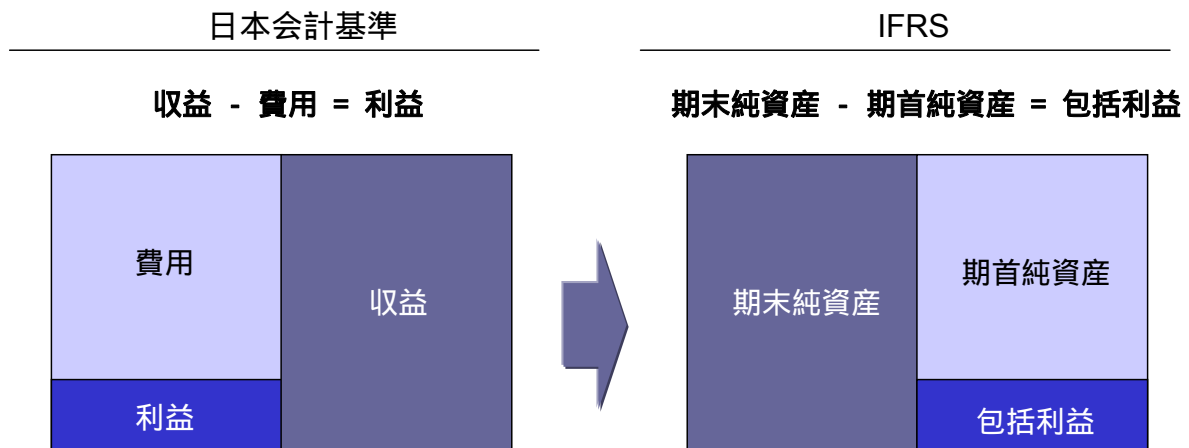 日本会計基準
IFRS
収益 - 費用 = 利益
期末純資産 - 期首純資産 = 包括利益
費用
収益
利益
期末純資産
期首純資産
包括利益